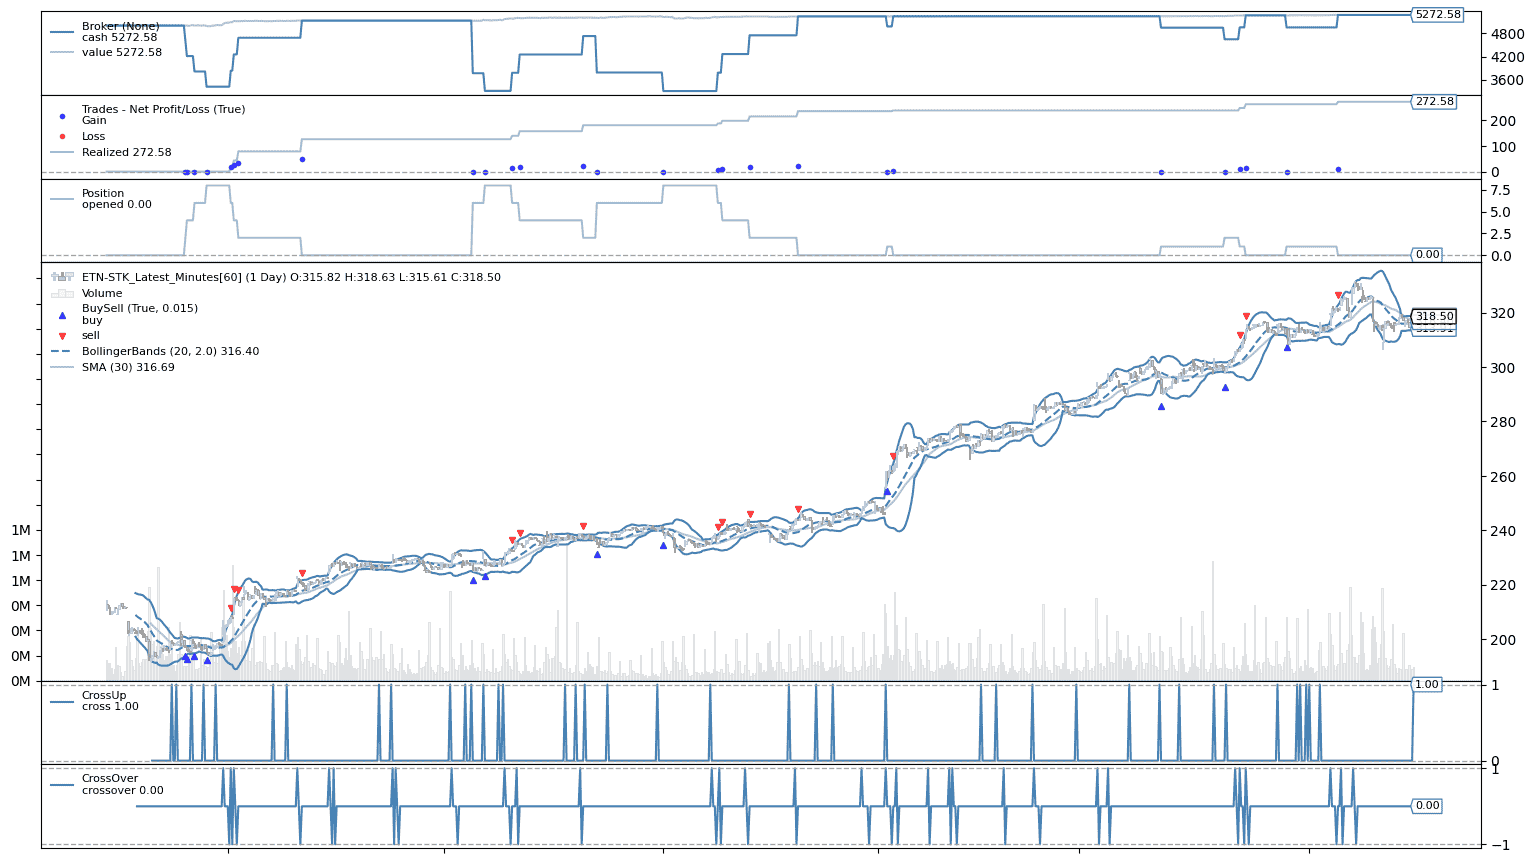 Broker (None)
cash 5272.58
value 5272.58
5272.58
4800
4200
3600
Trades - Net Profit/Loss (True)
Gain
Loss
Realized 272.58
272.58
200
100
0
Position
opened 0.00
7.5
5.0
2.5
0.00
0.0
ETN-STK_Latest_Minutes[60] (1 Day) O:315.82 H:318.63 L:315.61 C:318.50
Volume
BuySell (True, 0.015)
buy
sell
BollingerBands (20, 2.0) 316.40
SMA (30) 316.69
320
318.50
300
280
260
240
220
200
1M
1M
1M
0M
0M
0M
0M
CrossUp
cross 1.00
1.00
1
0
CrossOver
crossover 0.00
1
0.00
−1